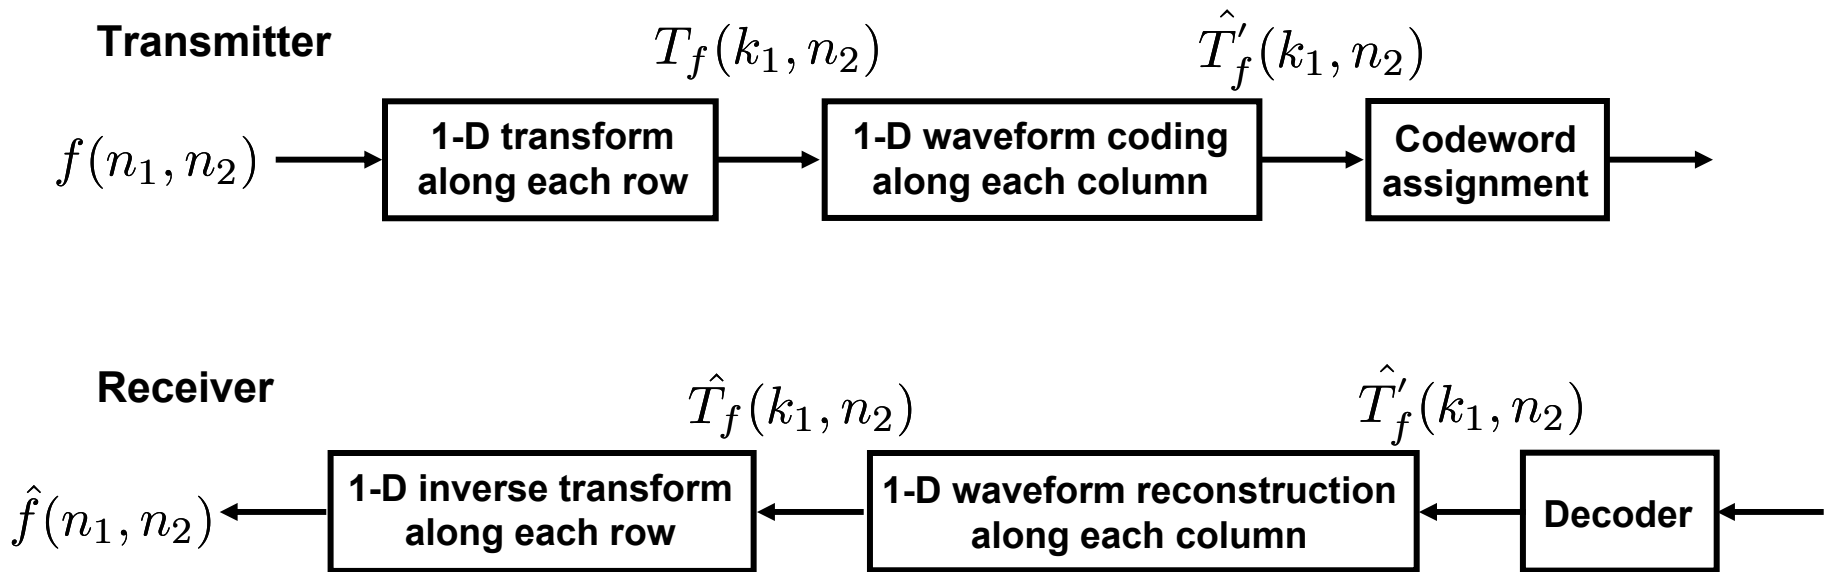 Transmitter
T_f(k_1, n_2)
\hat{T}'_f(k_1, n_2)
f(n_1, n_2)
1-D transform
along each row
1-D waveform coding
along each column
Codeword
assignment
Receiver
\hat{T}_f(k_1, n_2)
\hat{T}'_f(k_1, n_2)
\hat{f}(n_1, n_2)
1-D inverse transform
along each row
1-D waveform reconstruction
along each column
Decoder